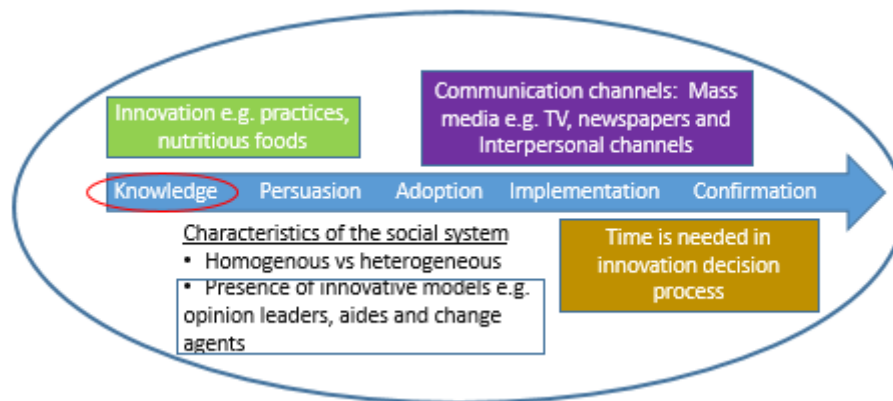 Innovation e.g. practices,
nutritious foods
Communication channels: Mass
media e.g. TV, newspapers and
Interpersonal channels
Knowledge Persuasion Adoption Implementation Confirmation
Characteristics of the social system
• Homogenous vs heterogeneous
• Presence of innovative models e.g.
opinion leaders, aides and change
agents
Time is needed in
innovation decision
process